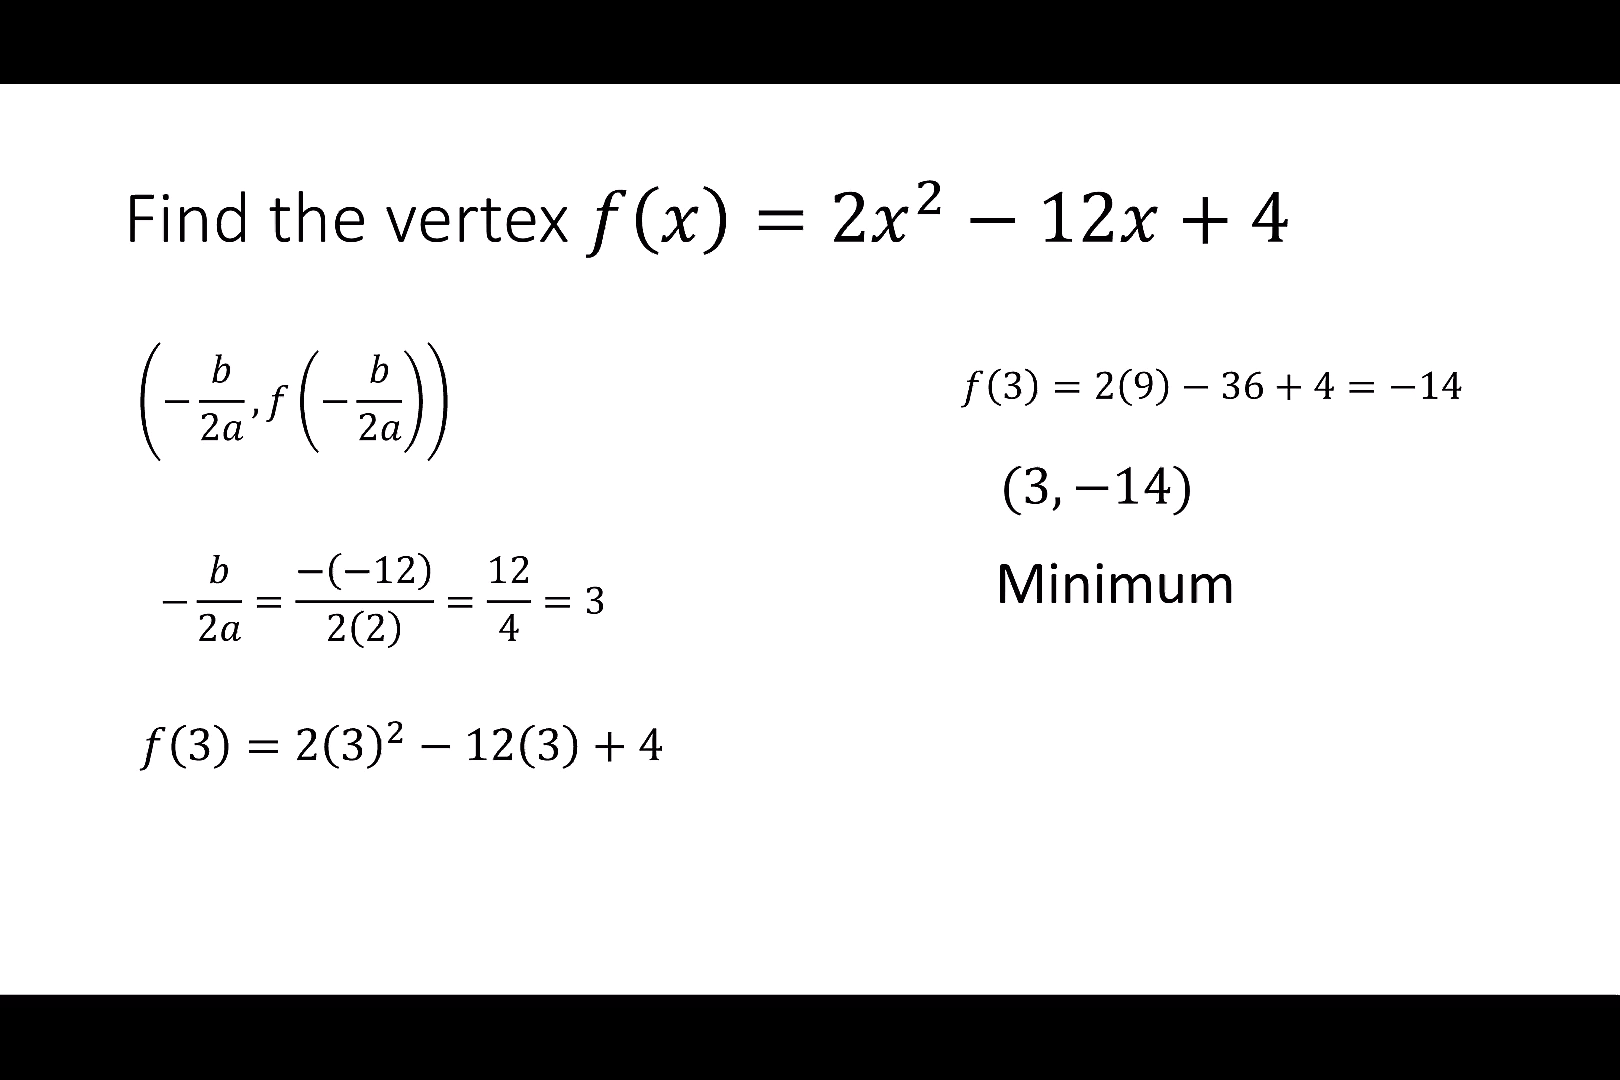 Find the vertex f(x) = 2x² − 12x + 4
(−b/2a, f(−b/2a))
−b/2a = −(−12)/2(2) = 12/4 = 3
f(3) = 2(3)² − 12(3) + 4
f(3) = 2(9) − 36 + 4 = −14
(3, −14)
Minimum